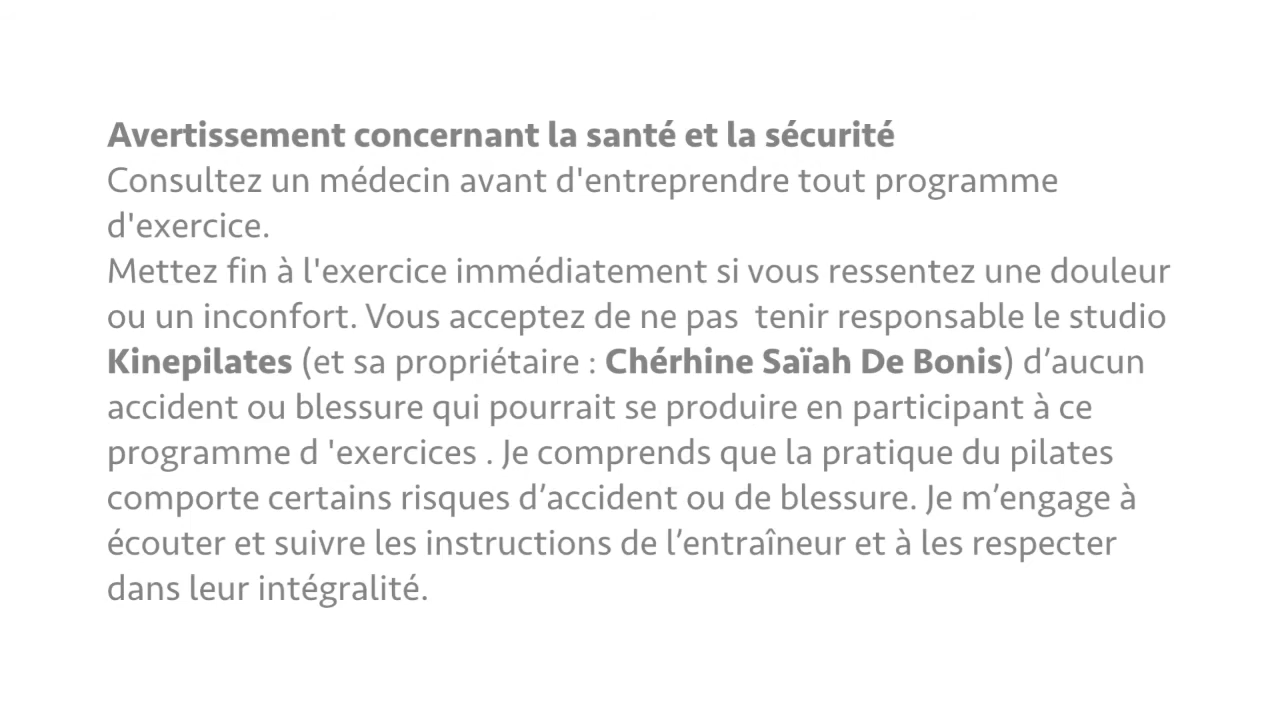 Avertissement concernant la santé et la sécurité
Consultez un médecin avant d'entreprendre tout programme
d'exercice.
Mettez fin à l'exercice immédiatement si vous ressentez une douleur
ou un inconfort. Vous acceptez de ne pas  tenir responsable le studio
Kinepilates (et sa propriétaire : Chérhine Saïah De Bonis) d’aucun
accident ou blessure qui pourrait se produire en participant à ce
programme d 'exercices . Je comprends que la pratique du pilates
comporte certains risques d’accident ou de blessure. Je m’engage à
écouter et suivre les instructions de l’entraîneur et à les respecter
dans leur intégralité.